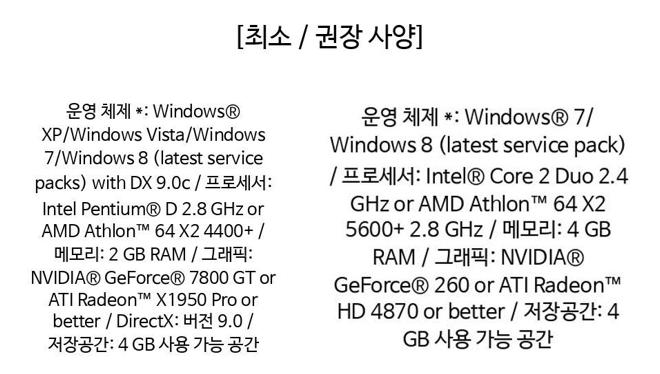 [최소 / 권장 사양]
운영 체제 *: Windows®
XP/Windows Vista/Windows
7/Windows 8 (latest service
packs) with DX 9.0c / 프로세서:
Intel Pentium® D 2.8 GHz or
AMD Athlon™ 64 X2 4400+ /
메모리: 2 GB RAM / 그래픽:
NVIDIA® GeForce® 7800 GT or
ATI Radeon™ X1950 Pro or
better / DirectX: 버전 9.0 /
저장공간: 4 GB 사용 가능 공간
운영 체제 *: Windows® 7/
Windows 8 (latest service pack)
/ 프로세서: Intel® Core 2 Duo 2.4
GHz or AMD Athlon™ 64 X2
5600+ 2.8 GHz / 메모리: 4 GB
RAM / 그래픽: NVIDIA®
GeForce® 260 or ATI Radeon™
HD 4870 or better / 저장공간: 4
GB 사용 가능 공간